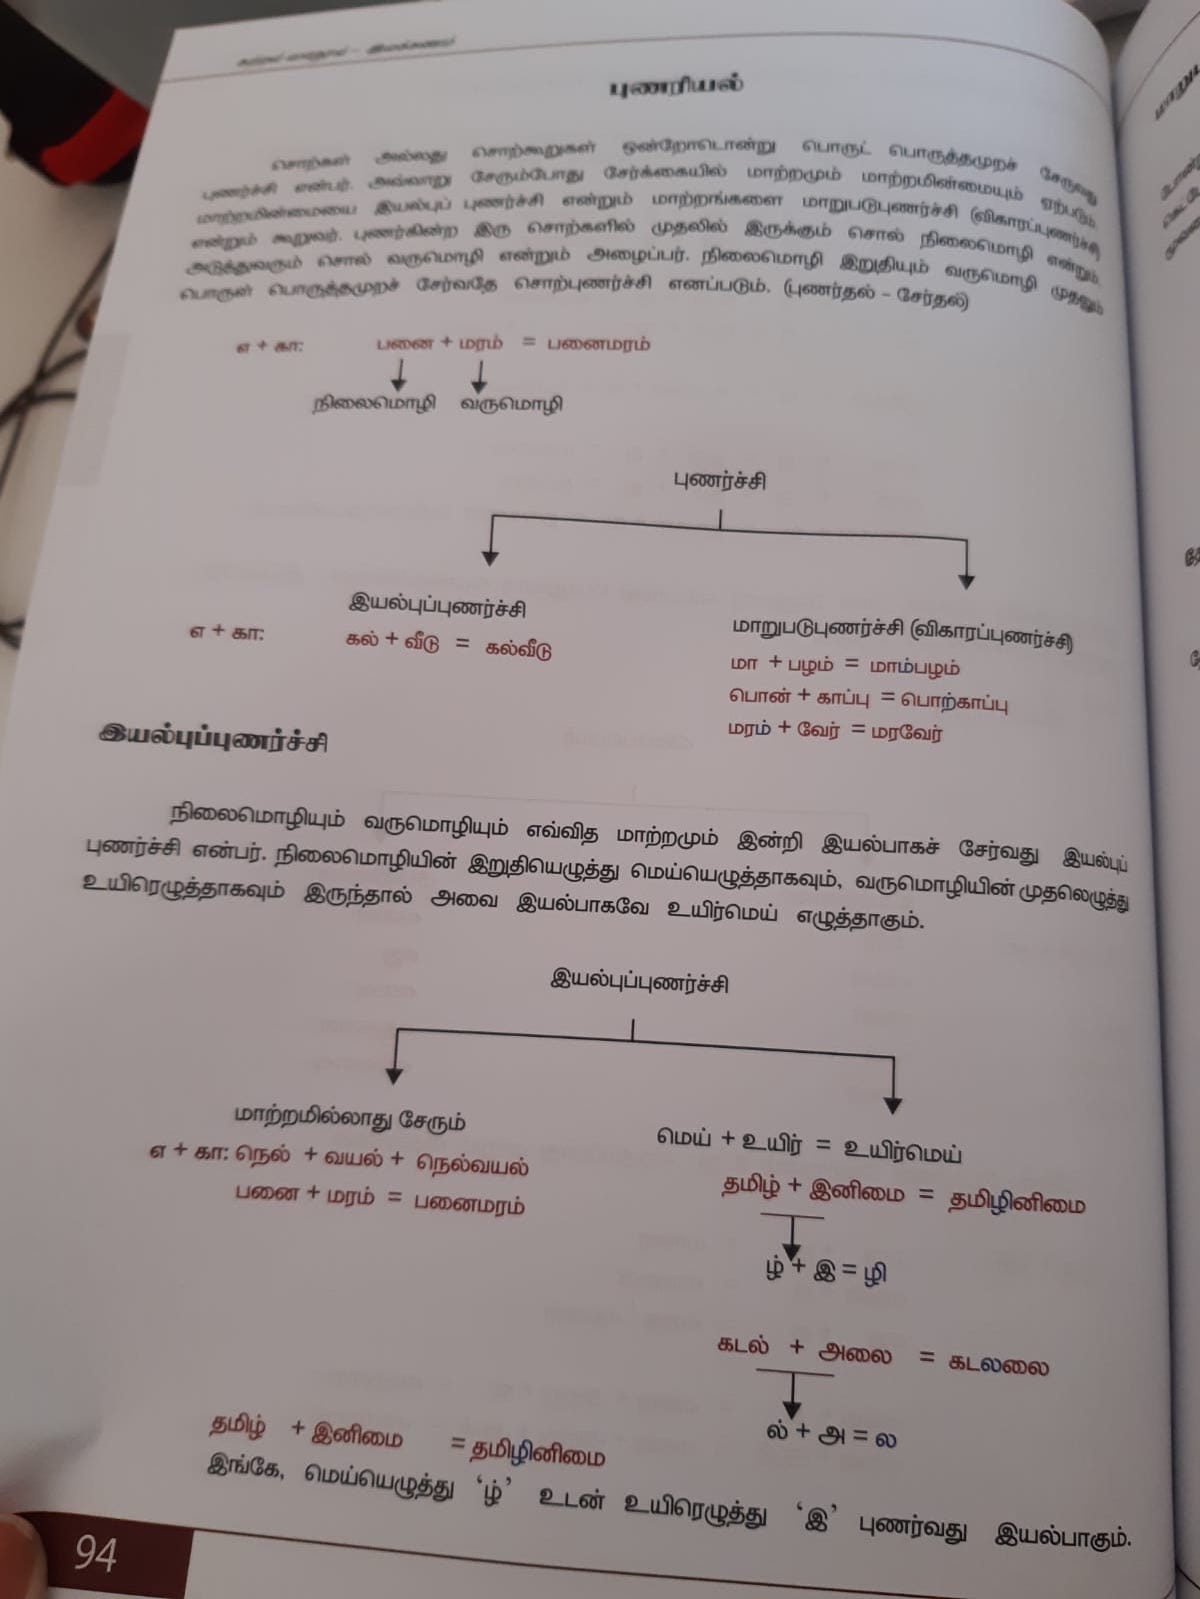 புணரியல்
சொற்கள் அல்லது சொற்கூறுகள் ஒன்றோடொன்று பொருட் பொருத்தமுறச் சேருவது
புணர்ச்சி என்பர். அவ்வாறு சேரும்போது சேர்க்கையில் மாற்றமும் மாற்றமின்மையும் ஏற்படும்.
மாற்றமின்மையை இயல்புப் புணர்ச்சி என்றும் மாற்றங்களை மாறுபடுபுணர்ச்சி (விகாரப்புணர்ச்சி)
என்றும் கூறுவர். புணர்கின்ற இரு சொற்களில் முதலில் இருக்கும் சொல் நிலைமொழி என்றும்,
அடுத்துவரும் சொல் வருமொழி என்றும் அழைப்பர். நிலைமொழி இறுதியும் வருமொழி முதலும்
பொருள் பொருத்தமுறச் சேர்வதே சொற்புணர்ச்சி எனப்படும். (புணர்தல் – சேர்தல்)
எ + கா: பனை + மரம் = பனைமரம்
நிலைமொழி வருமொழி
புணர்ச்சி
இயல்புப்புணர்ச்சி
எ + கா: கல் + வீடு = கல்வீடு
மாறுபடுபுணர்ச்சி (விகாரப்புணர்ச்சி)
மா + பழம் = மாம்பழம்
பொன் + காப்பு = பொற்காப்பு
மரம் + வேர் = மரவேர்
இயல்புப்புணர்ச்சி
நிலைமொழியும் வருமொழியும் எவ்வித மாற்றமும் இன்றி இயல்பாகச் சேர்வது இயல்புப்
புணர்ச்சி என்பர். நிலைமொழியின் இறுதியெழுத்து மெய்யெழுத்தாகவும், வருமொழியின் முதலெழுத்து
உயிரெழுத்தாகவும் இருந்தால் அவை இயல்பாகவே உயிர்மெய் எழுத்தாகும்.
இயல்புப்புணர்ச்சி
மாற்றமில்லாது சேரும்
எ + கா: நெல் + வயல் + நெல்வயல்
பனை + மரம் = பனைமரம்
மெய் + உயிர் = உயிர்மெய்
தமிழ் + இனிமை = தமிழினிமை
ழ் + இ = ழி
கடல் + அலை = கடலலை
ல் + அ = ல
தமிழ் + இனிமை = தமிழினிமை
இங்கே, மெய்யெழுத்து ‘ழ்’ உடன் உயிரெழுத்து ‘இ’ புணர்வது இயல்பாகும்.
94